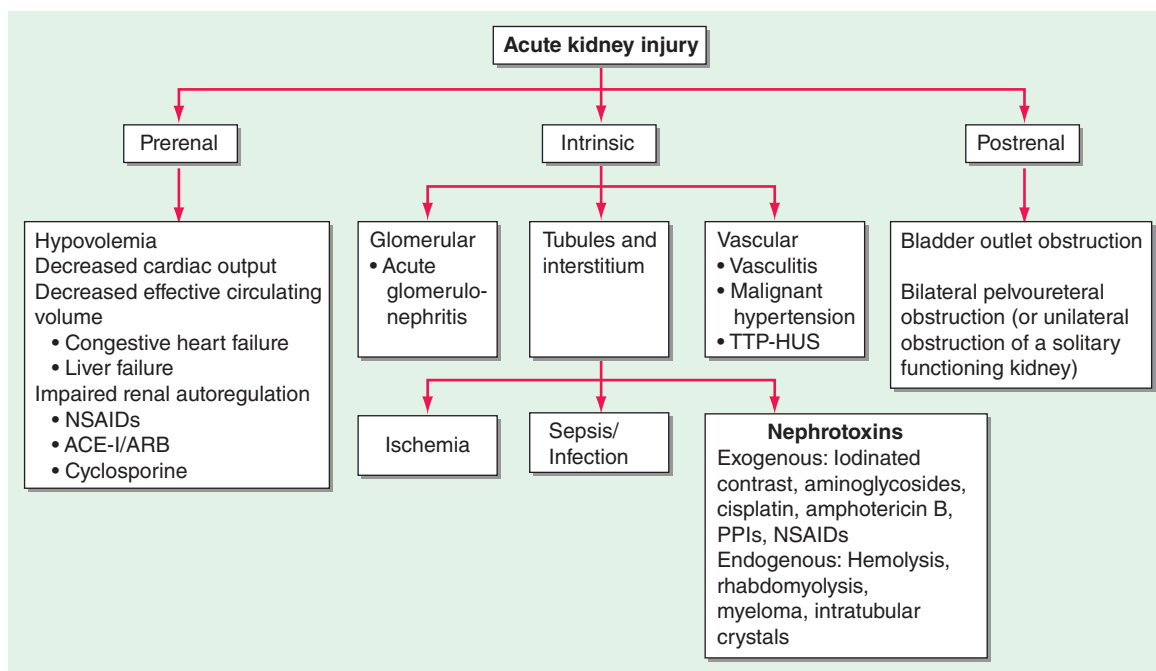 Acute kidney injury
Prerenal
Intrinsic
Postrenal
Hypovolemia
Decreased cardiac output
Decreased effective circulating
volume
• Congestive heart failure
• Liver failure
Impaired renal autoregulation
• NSAIDs
• ACE-I/ARB
• Cyclosporine
Glomerular
• Acute
glomerulo-
nephritis
Tubules and
interstitium
Vascular
• Vasculitis
• Malignant
hypertension
• TTP-HUS
Bladder outlet obstruction
Bilateral pelvoureteral
obstruction (or unilateral
obstruction of a solitary
functioning kidney)
Ischemia
Sepsis/
Infection
Nephrotoxins
Exogenous: Iodinated
contrast, aminoglycosides,
cisplatin, amphotericin B,
PPIs, NSAIDs
Endogenous: Hemolysis,
rhabdomyolysis,
myeloma, intratubular
crystals